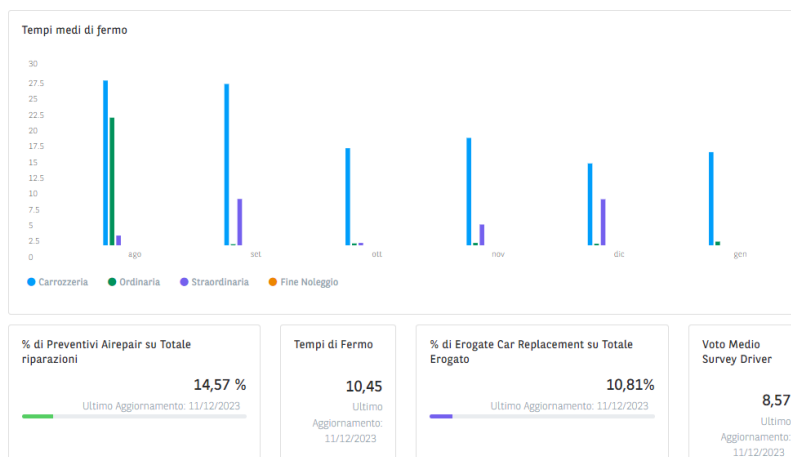 Tempi medi di fermo
30
27.5
25
22.5
20
17.5
15
12.5
10
7.5
5
2.5
0
ago set ott nov dic gen
Carrozzeria Ordinaria Straordinaria Fine Noleggio
% di Preventivi Airepair su Totale
riparazioni
14,57 %
Ultimo Aggiornamento: 11/12/2023
Tempi di Fermo
10,45
Ultimo
Aggiornamento:
11/12/2023
% di Erogate Car Replacement su Totale
Erogato
10,81%
Ultimo Aggiornamento: 11/12/2023
Voto Medio
Survey Driver
8,57
Ultimo
Aggiornamento:
11/12/2023